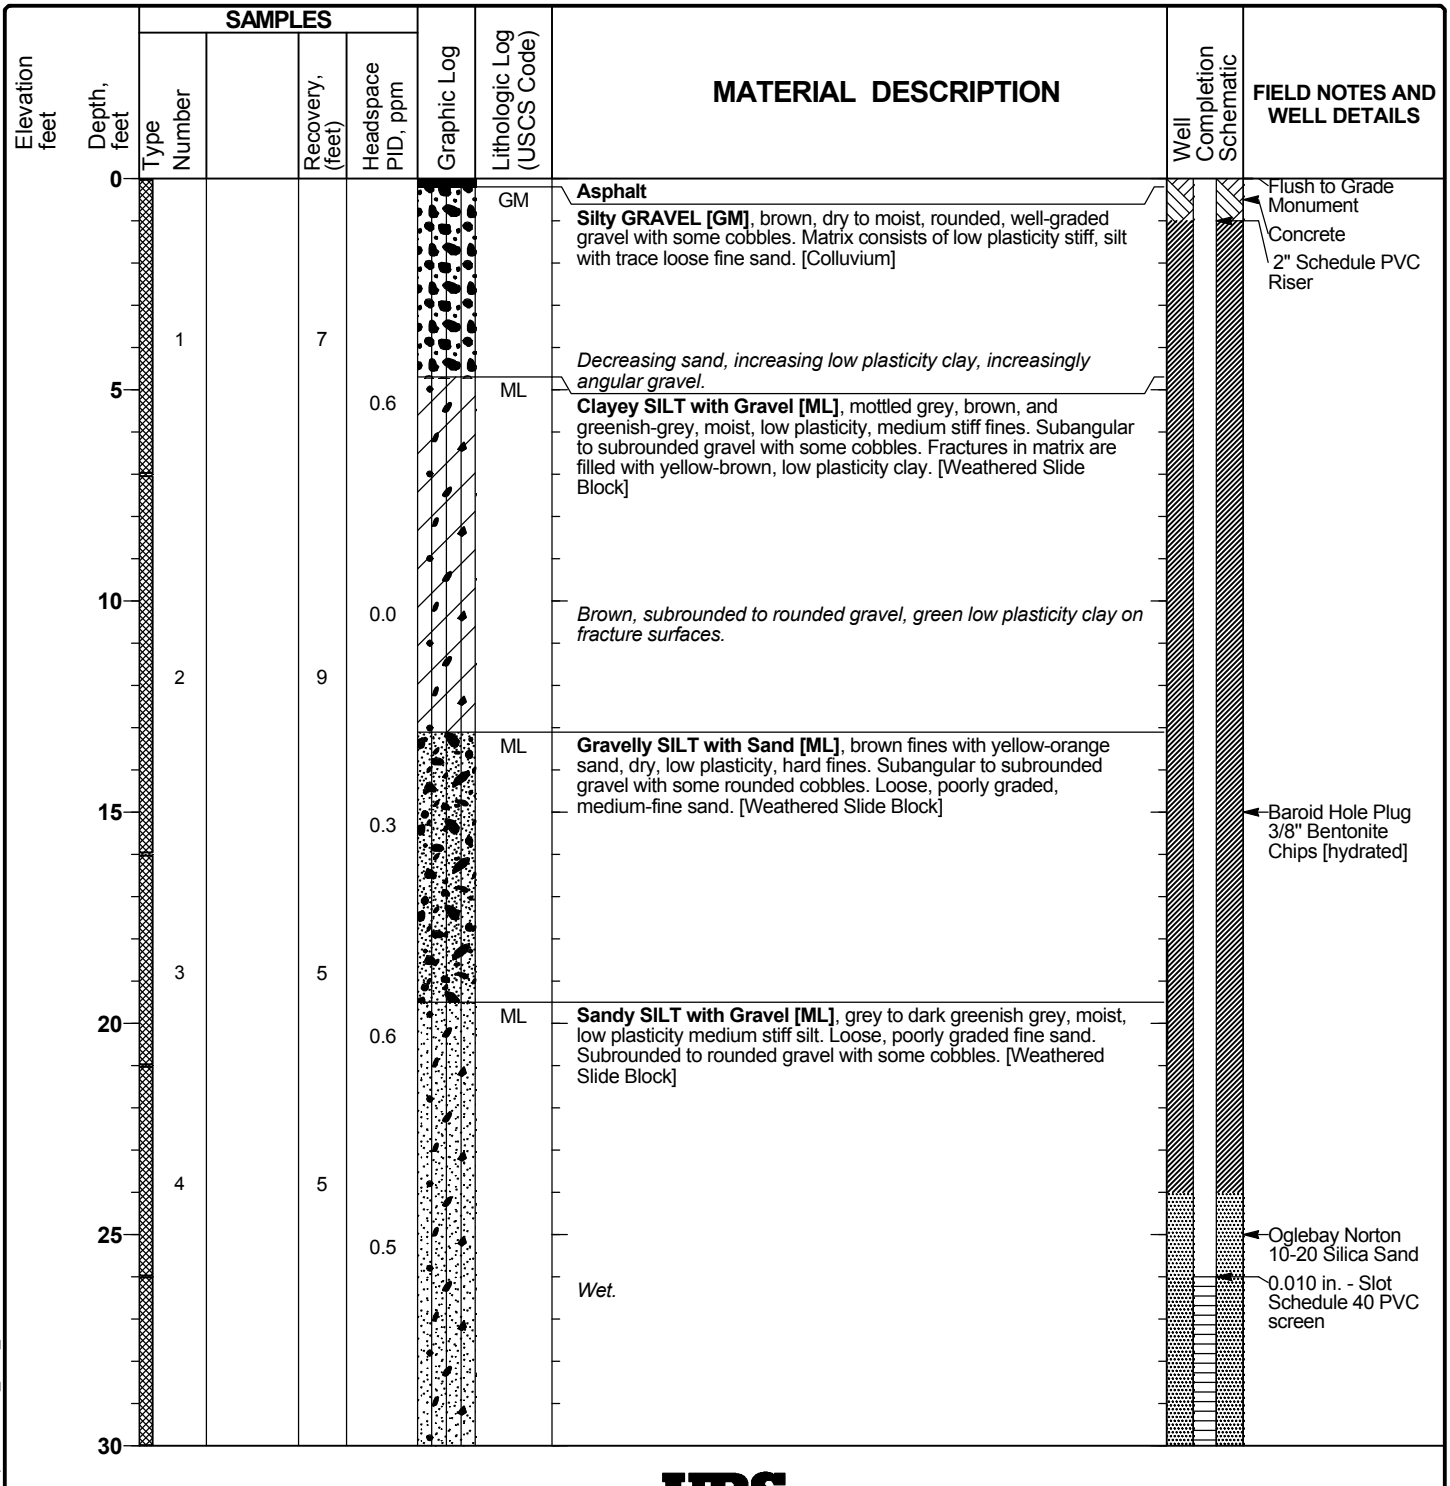 SAMPLES
Elevation
feet
Depth,
feet
Type
Number
Recovery,
(feet)
Headspace
PID, ppm
Graphic Log
Lithologic Log
(USCS Code)
MATERIAL DESCRIPTION
Well
Completion
Schematic
FIELD NOTES AND
WELL DETAILS
0
GM
Asphalt
Silty GRAVEL [GM], brown, dry to moist, rounded, well-graded
gravel with some cobbles. Matrix consists of low plasticity stiff, silt
with trace loose fine sand. [Colluvium]
Flush to Grade
Monument
Concrete
2" Schedule PVC
Riser
1
7
Decreasing sand, increasing low plasticity clay, increasingly
angular gravel.
5
0.6
ML
Clayey SILT with Gravel [ML], mottled grey, brown, and
greenish-grey, moist, low plasticity, medium stiff fines. Subangular
to subrounded gravel with some cobbles. Fractures in matrix are
filled with yellow-brown, low plasticity clay. [Weathered Slide
Block]
10
0.0
Brown, subrounded to rounded gravel, green low plasticity clay on
fracture surfaces.
2
9
ML
Gravelly SILT with Sand [ML], brown fines with yellow-orange
sand, dry, low plasticity, hard fines. Subangular to subrounded
gravel with some rounded cobbles. Loose, poorly graded,
medium-fine sand. [Weathered Slide Block]
15
0.3
Baroid Hole Plug
3/8" Bentonite
Chips [hydrated]
3
5
20
0.6
ML
Sandy SILT with Gravel [ML], grey to dark greenish grey, moist,
low plasticity medium stiff silt. Loose, poorly graded fine sand.
Subrounded to rounded gravel with some cobbles. [Weathered
Slide Block]
4
5
25
0.5
Oglebay Norton
10-20 Silica Sand
Wet.
0.010 in. - Slot
Schedule 40 PVC
screen
30
URS